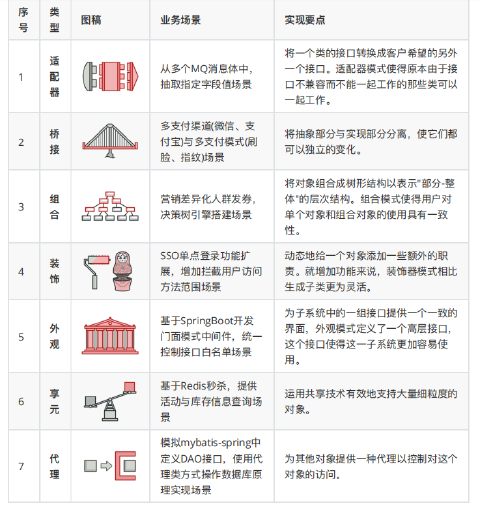 序号
类型
图稿
业务场景
实现要点
1
适配器
从多个MQ消息体中，
抽取指定字段值场景
将一个类的接口转换成客户希望的另外
一个接口。适配器模式使得原本由于接
口不兼容而不能一起工作的那些类可以
一起工作。
2
桥接
多支付渠道(微信、支
付宝)与多支付模式(刷
脸、指纹)场景
将抽象部分与实现部分分离，使它们都
可以独立的变化。
3
组合
营销差异化人群发券，
决策树引擎搭建场景
将对象组合成树形结构以表示"部分-整
体"的层次结构。组合模式使得用户对
单个对象和组合对象的使用具有一致
性。
4
装饰
SSO单点登录功能扩
展，增加拦截用户访问
方法范围场景
动态地给一个对象添加一些额外的职
责。就增加功能来说，装饰器模式相比
生成子类更为灵活。
5
外观
基于SpringBoot开发
门面模式中间件，统一
控制接口白名单场景
为子系统中的一组接口提供一个一致的
界面，外观模式定义了一个高层接口，
这个接口使得这一子系统更加容易使
用。
6
享元
基于Redis秒杀，提供
活动与库存信息查询场
景
运用共享技术有效地支持大量细粒度的
对象。
7
代理
模拟mybatis-spring中
定义DAO接口，使用代
理类方式操作数据库原
理实现场景
为其他对象提供一种代理以控制对这个
对象的访问。